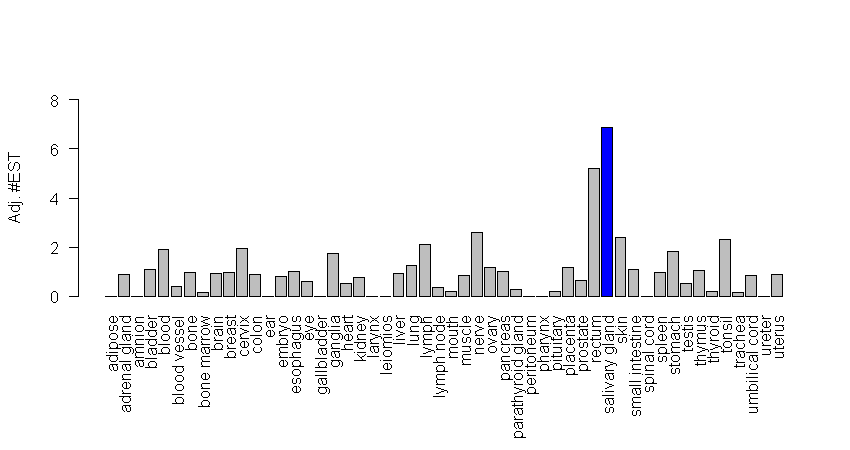 8
6
4
2
0
Adj. #EST
adipose
adrenal gland
amnion
bladder
blood
blood vessel
bone
bone marrow
brain
breast
cervix
colon
ear
embryo
esophagus
eye
gallbladder
ganglia
heart
kidney
larynx
leiomios
liver
lung
lymph
lymph node
mouth
muscle
nerve
ovary
pancreas
parathyroid gland
peritoneum
pharynx
pituitary
placenta
prostate
rectum
salivary gland
skin
small intestine
spinal cord
spleen
stomach
testis
thymus
thyroid
tonsil
trachea
umbilical cord
ureter
uterus